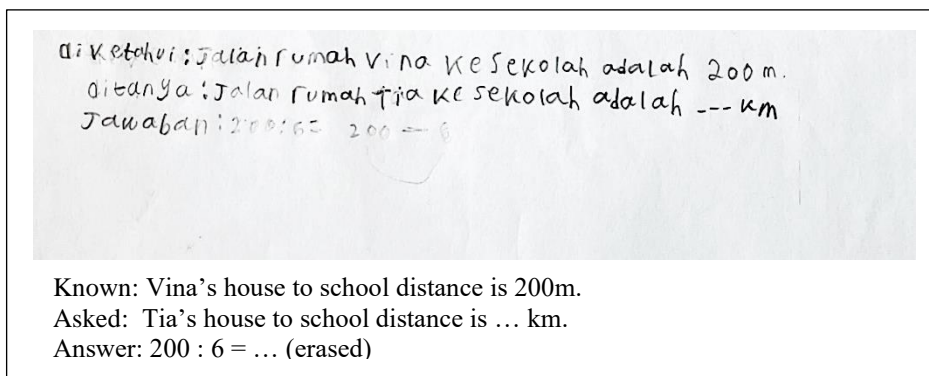 diketahui : Jalan rumah vina ke sekolah adalah 200 m.
ditanya : Jalan rumah Tia ke sekolah adalah --- km
Jawaban : 200 : 6 = 200 – 6
Known: Vina’s house to school distance is 200m.
Asked: Tia’s house to school distance is … km.
Answer: 200 : 6 = … (erased)